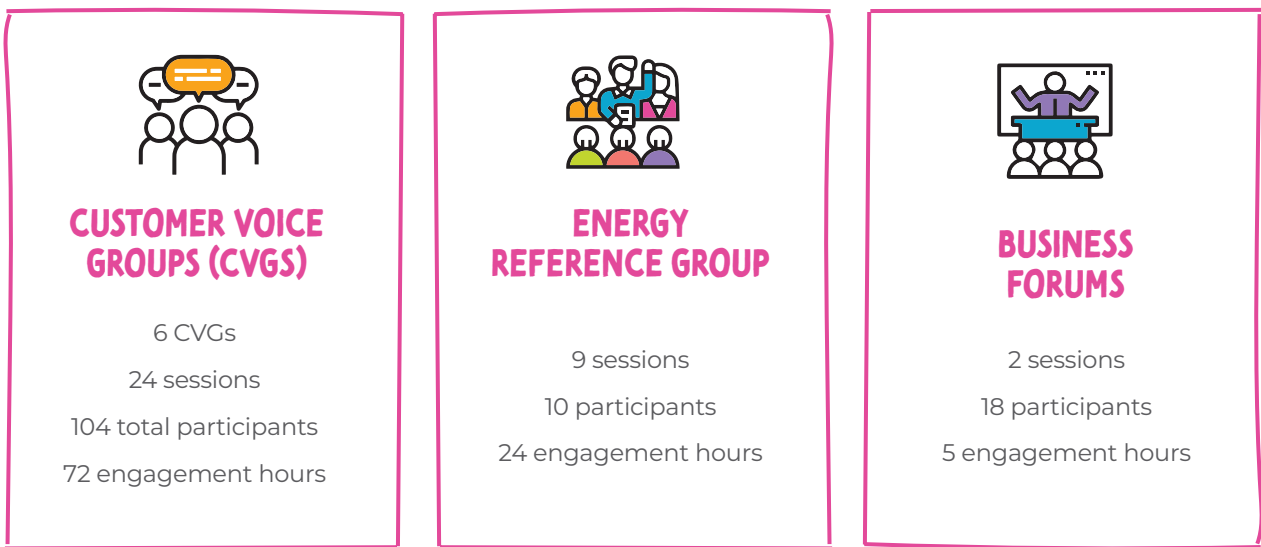 CUSTOMER VOICE
GROUPS (CVGS)
6 CVGs
24 sessions
104 total participants
72 engagement hours
ENERGY
REFERENCE GROUP
9 sessions
10 participants
24 engagement hours
BUSINESS
FORUMS
2 sessions
18 participants
5 engagement hours